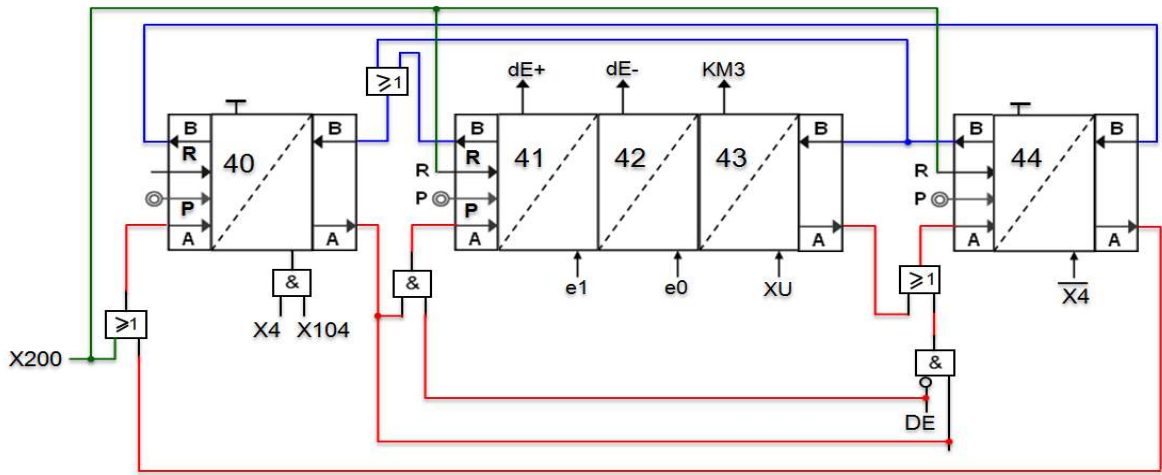 dE+ dE- KM3
≥1
B B B B B B
R 40 R R 41 42 43 R 44
P P P P
A A A A A A
& & ≥1
e1 e0 XU X4̅
X4 X104
≥1
X200
&
DE